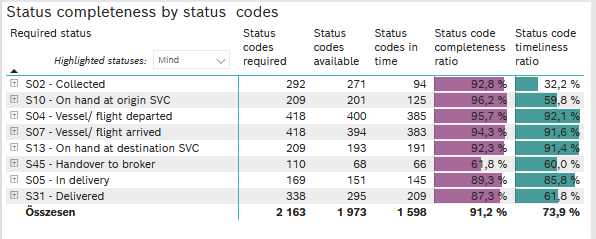 Status completeness by status codes
Required status Status codes required Status codes available Status codes in time Status code completeness ratio Status code timeliness ratio
Highlighted statuses: Mind
S02 - Collected 292 271 94 92,8 % 32,2 %
S10 - On hand at origin SVC 209 201 125 96,2 % 59,8 %
S04 - Vessel/ flight departed 418 400 385 95,7 % 92,1 %
S07 - Vessel/ flight arrived 418 394 383 94,3 % 91,6 %
S13 - On hand at destination SVC 209 193 191 92,3 % 91,4 %
S45 - Handover to broker 110 68 66 61,8 % 60,0 %
S05 - In delivery 169 151 145 89,3 % 85,8 %
S31 - Delivered 338 295 209 87,3 % 61,8 %
Összesen 2 163 1 973 1 598 91,2 % 73,9 %